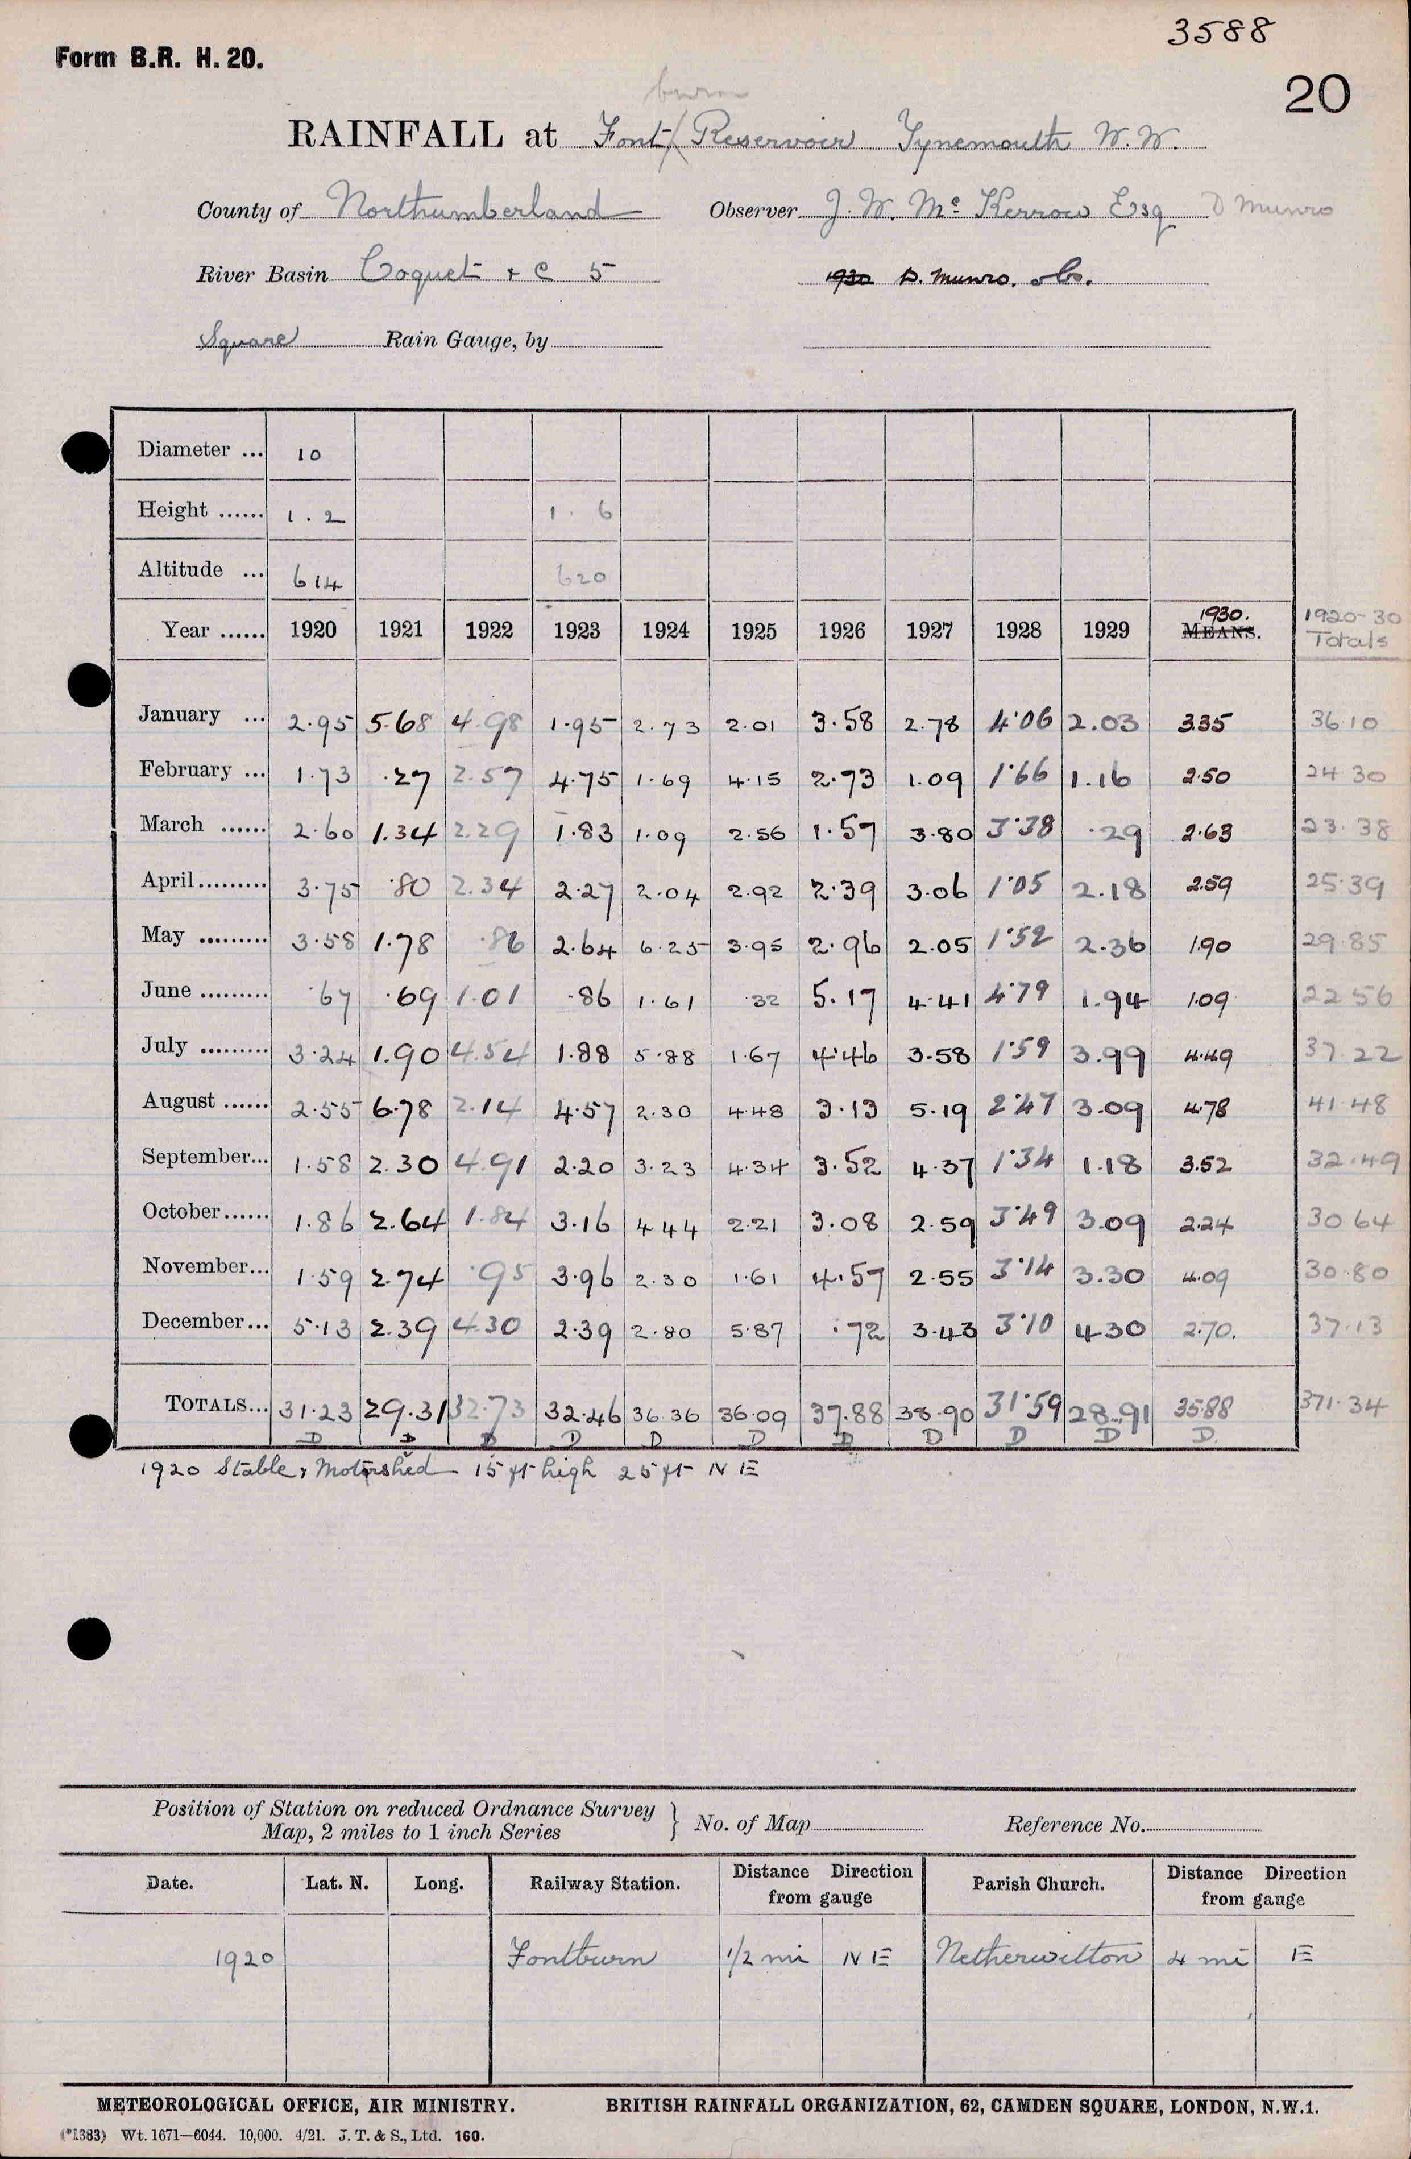 3588
Form B.R. H. 20.
20
burn
RAINFALL at Font Reservoir Tynemouth W.W.
County of Northumberland Observer J. W. Mc Kerrow Esq D Munro
River Basin Coquet + C 5 1930 D. Munro. obs.
Square Rain Gauge, by
Diameter ... 10
Height ...... 1.2 1.6
Altitude ... 614 620
Year ...... 1920 1921 1922 1923 1924 1925 1926 1927 1928 1929 1930. MEANS. 1920-30 Totals
January ... 2.95 5.68 4.98 1.95 2.73 2.01 3.58 2.78 4.06 2.03 3.35 36.10
February ... 1.73 .27 2.57 4.75 1.69 4.15 2.73 1.09 1.66 1.16 2.50 24.30
March ...... 2.60 1.34 2.29 1.83 1.09 2.56 1.57 3.80 3.38 .29 2.63 23.38
April ......... 3.75 .80 2.34 2.27 2.04 2.92 2.39 3.06 1.05 2.18 2.59 25.39
May ......... 3.58 1.78 .86 2.64 6.25 3.95 2.96 2.05 1.52 2.36 1.90 29.85
June ......... .67 .69 1.01 .86 1.61 .32 5.17 4.41 4.79 1.94 1.09 22.56
July ......... 3.24 1.90 4.54 1.88 5.88 1.67 4.46 3.58 1.59 3.99 4.49 37.22
August ...... 2.55 6.78 2.14 4.57 2.30 4.48 3.13 5.19 2.47 3.09 4.78 41.48
September... 1.58 2.30 4.91 2.20 3.23 4.34 3.52 4.37 1.34 1.18 3.52 32.49
October...... 1.86 2.64 1.84 3.16 4.44 2.21 3.08 2.59 3.49 3.09 2.24 30.64
November... 1.59 2.74 .95 3.96 2.30 1.61 4.57 2.55 3.14 3.30 4.09 30.80
December... 5.13 2.39 4.30 2.39 2.80 5.87 .72 3.43 3.10 4.30 2.70. 37.13
TOTALS... 31.23 29.31 32.73 32.46 36.36 36.09 37.88 38.90 31.59 28.91 35.88 371.34
D D D D D D D D D D D.
1920 Stable & Motorshed 15 ft high 25 ft NE
Position of Station on reduced Ordnance Survey Map, 2 miles to 1 inch Series } No. of Map Reference No.
Date. Lat. N. Long. Railway Station. Distance Direction from gauge Parish Church. Distance Direction from gauge
1920 Fontburn 1/2 mi NE Netherwitton 4 mi E
METEOROLOGICAL OFFICE, AIR MINISTRY. BRITISH RAINFALL ORGANIZATION, 62, CAMDEN SQUARE, LONDON, N.W.1.
(*1383) Wt. 1671—6044. 10,000. 4/21. J. T. & S., Ltd. 160.